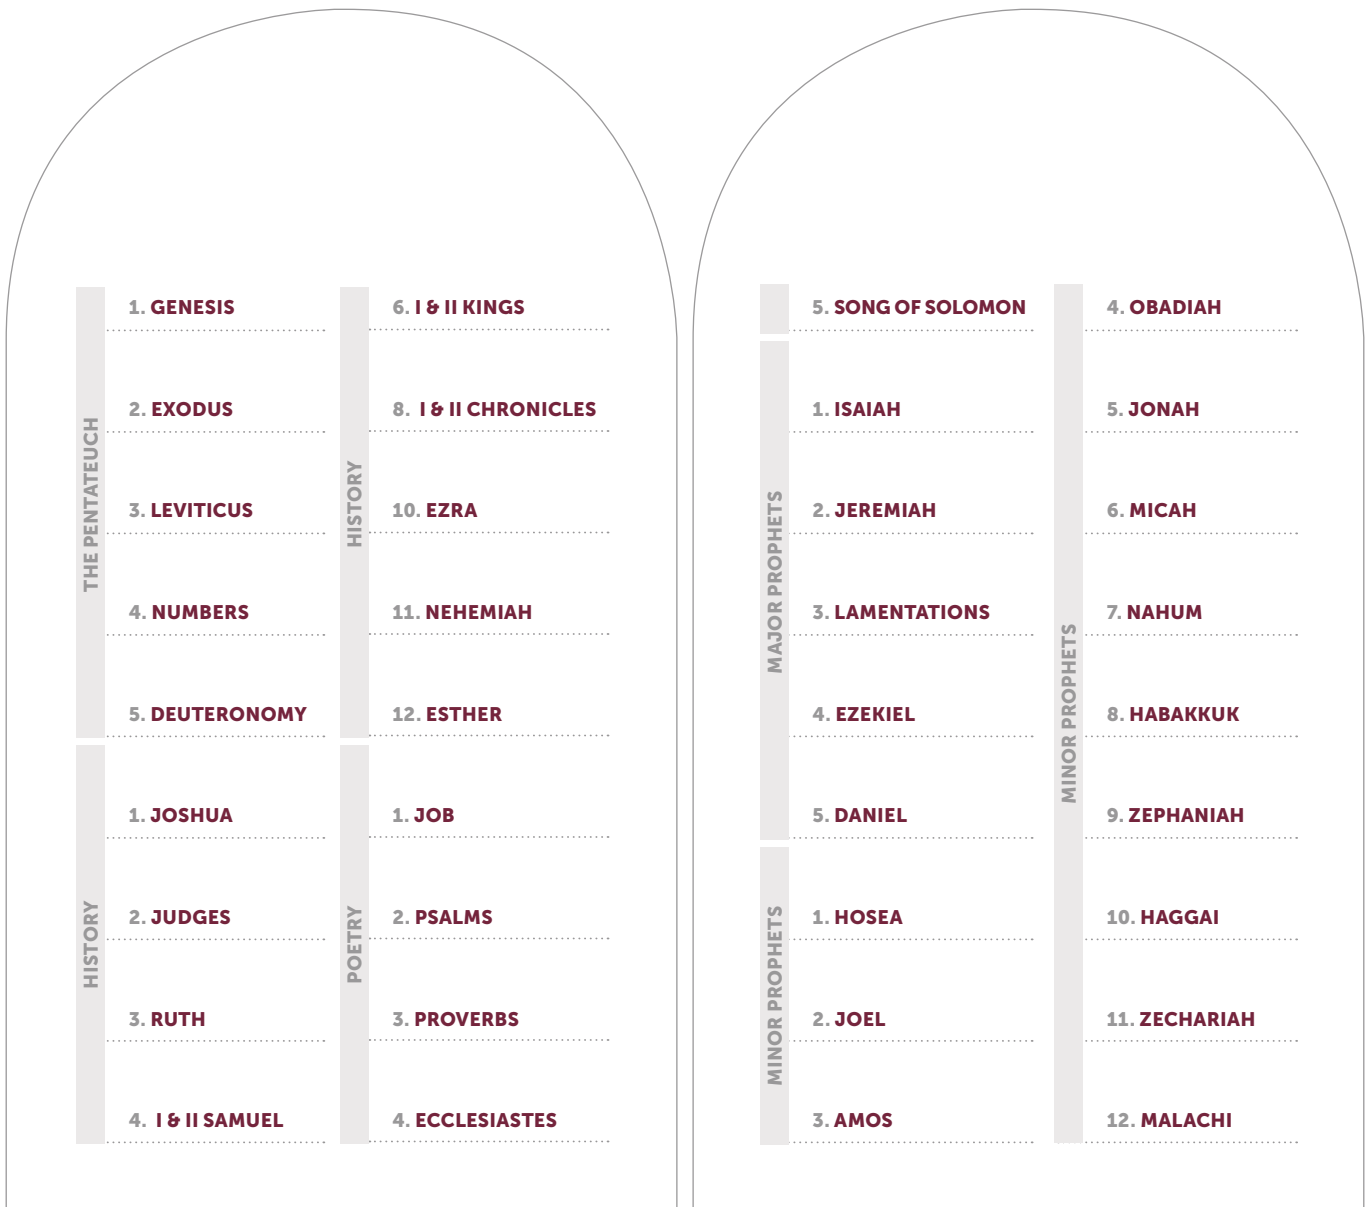 THE PENTATEUCH
1. GENESIS
2. EXODUS
3. LEVITICUS
4. NUMBERS
5. DEUTERONOMY
HISTORY
1. JOSHUA
2. JUDGES
3. RUTH
4. I & II SAMUEL
HISTORY
6. I & II KINGS
8. I & II CHRONICLES
10. EZRA
11. NEHEMIAH
12. ESTHER
POETRY
1. JOB
2. PSALMS
3. PROVERBS
4. ECCLESIASTES
5. SONG OF SOLOMON
MAJOR PROPHETS
1. ISAIAH
2. JEREMIAH
3. LAMENTATIONS
4. EZEKIEL
5. DANIEL
MINOR PROPHETS
1. HOSEA
2. JOEL
3. AMOS
MINOR PROPHETS
4. OBADIAH
5. JONAH
6. MICAH
7. NAHUM
8. HABAKKUK
9. ZEPHANIAH
10. HAGGAI
11. ZECHARIAH
12. MALACHI